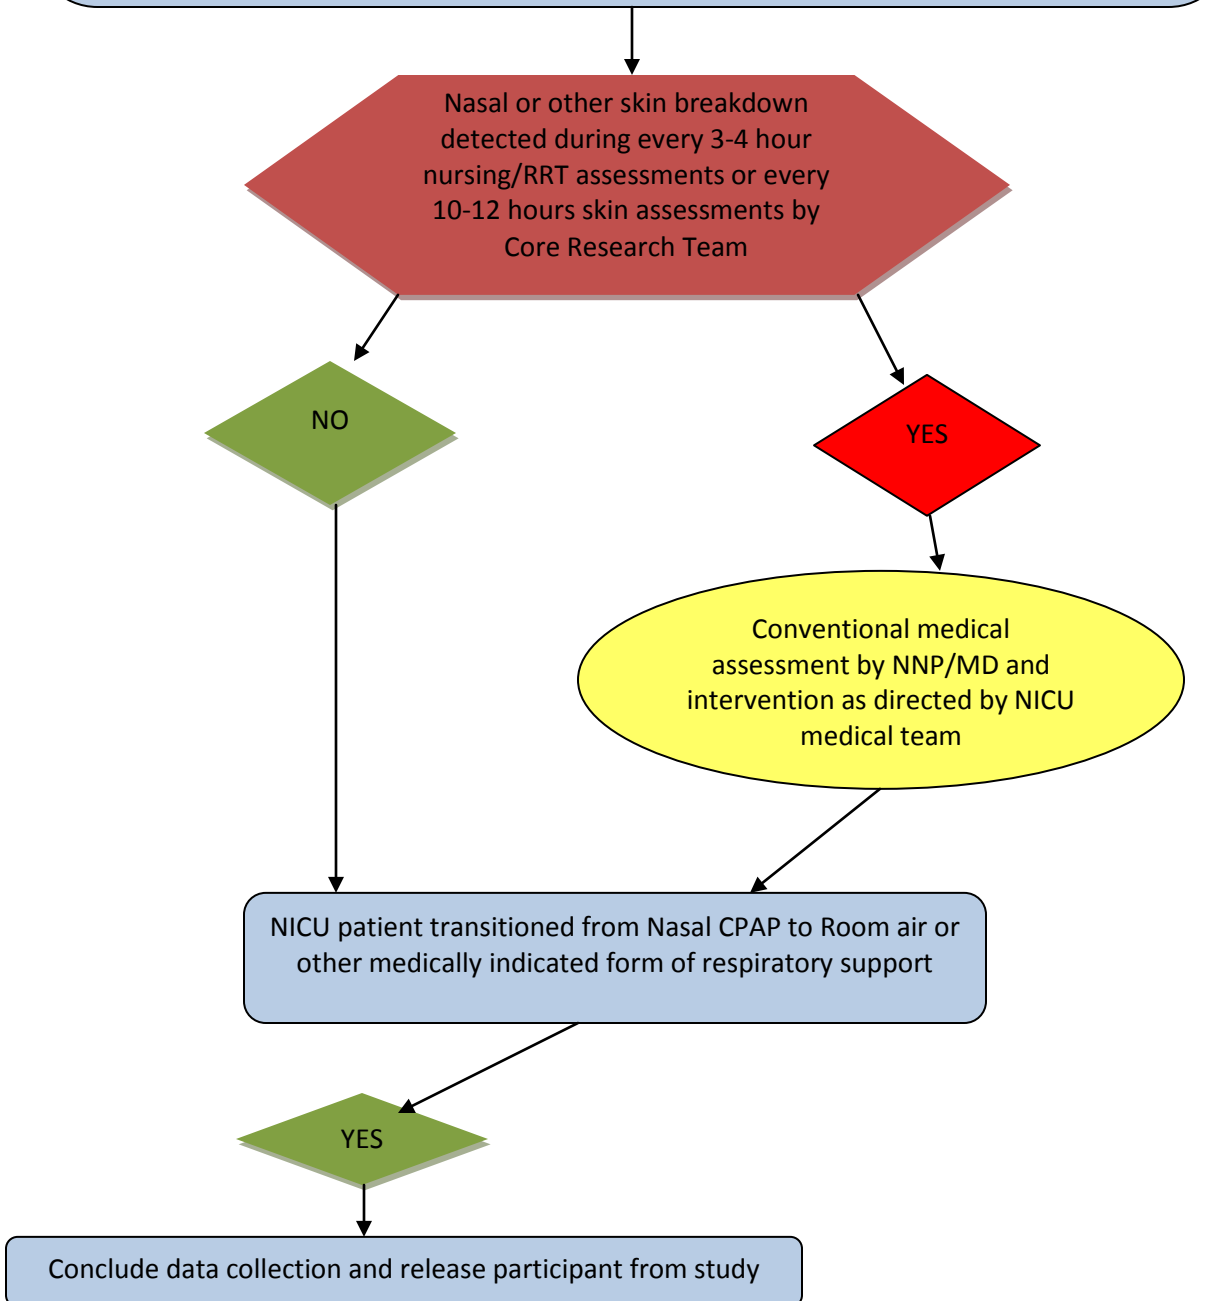 Nasal or other skin breakdown
detected during every 3-4 hour
nursing/RRT assessments or every
10-12 hours skin assessments by
Core Research Team
NO
YES
Conventional medical
assessment by NNP/MD and
intervention as directed by NICU
medical team
NICU patient transitioned from Nasal CPAP to Room air or
other medically indicated form of respiratory support
YES
Conclude data collection and release participant from study